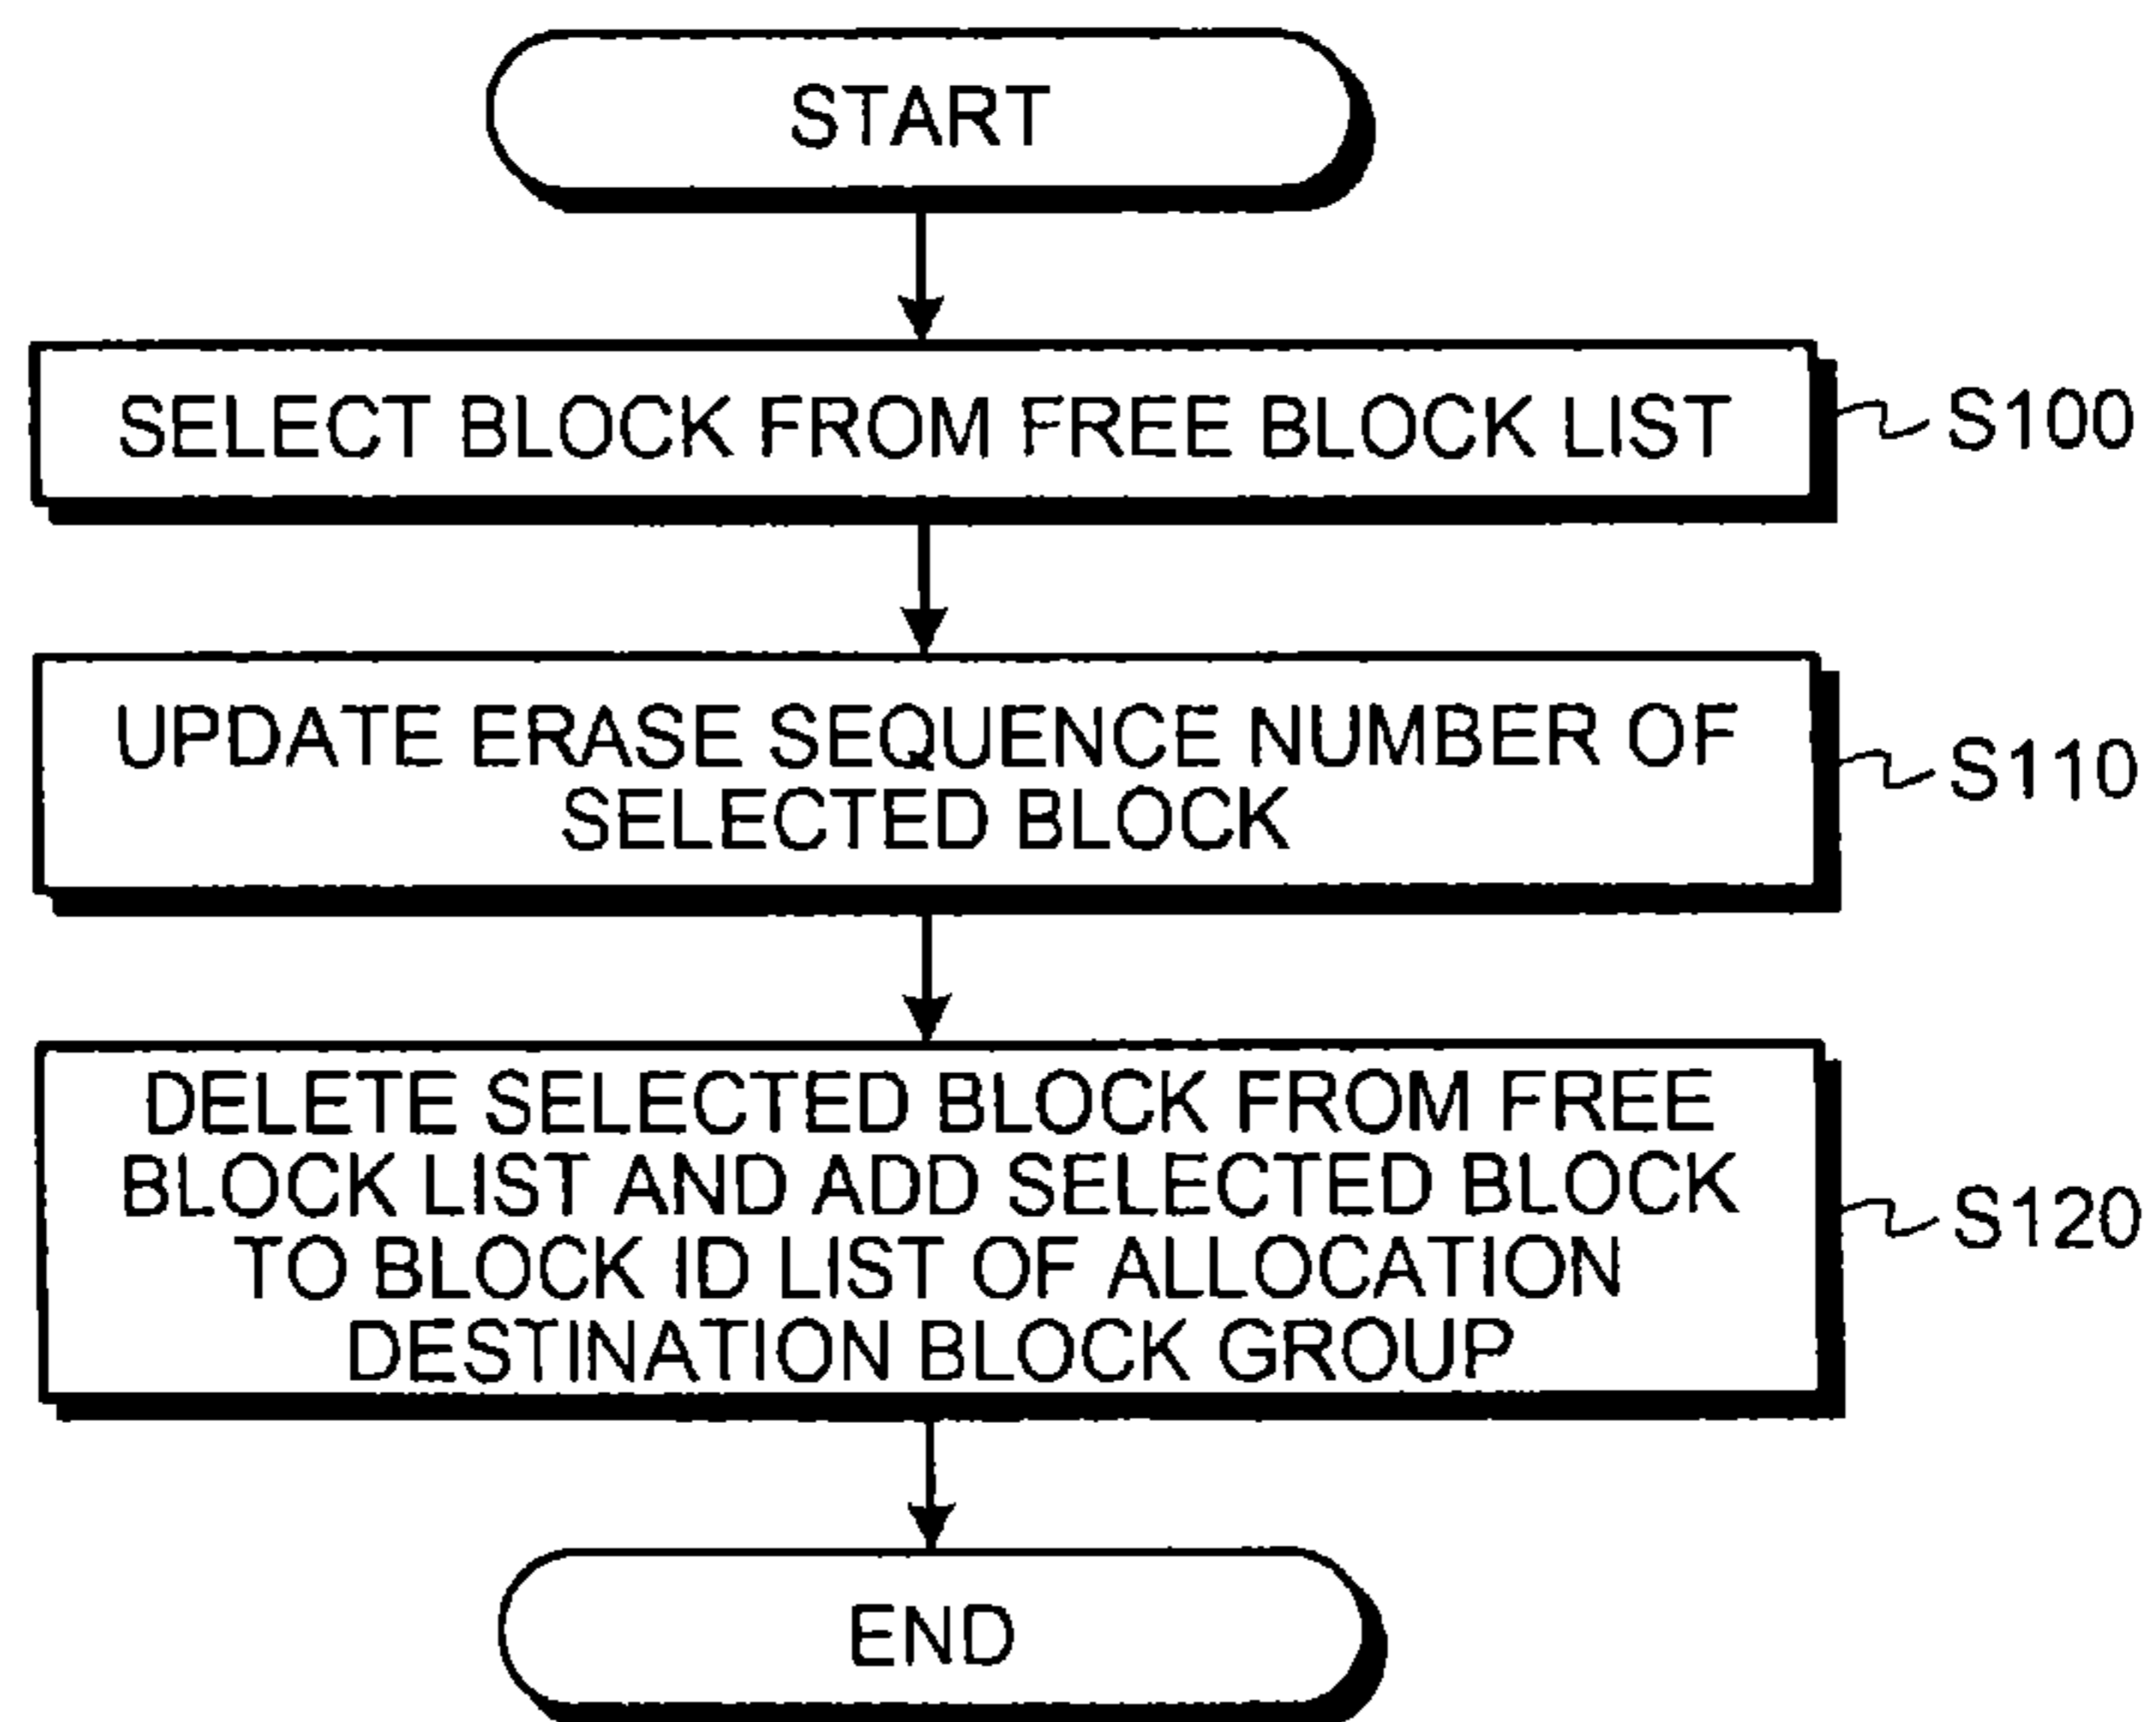 START
SELECT BLOCK FROM FREE BLOCK LIST
S100
UPDATE ERASE SEQUENCE NUMBER OF
SELECTED BLOCK
S110
DELETE SELECTED BLOCK FROM FREE
BLOCK LIST AND ADD SELECTED BLOCK
TO BLOCK ID LIST OF ALLOCATION
DESTINATION BLOCK GROUP
S120
END